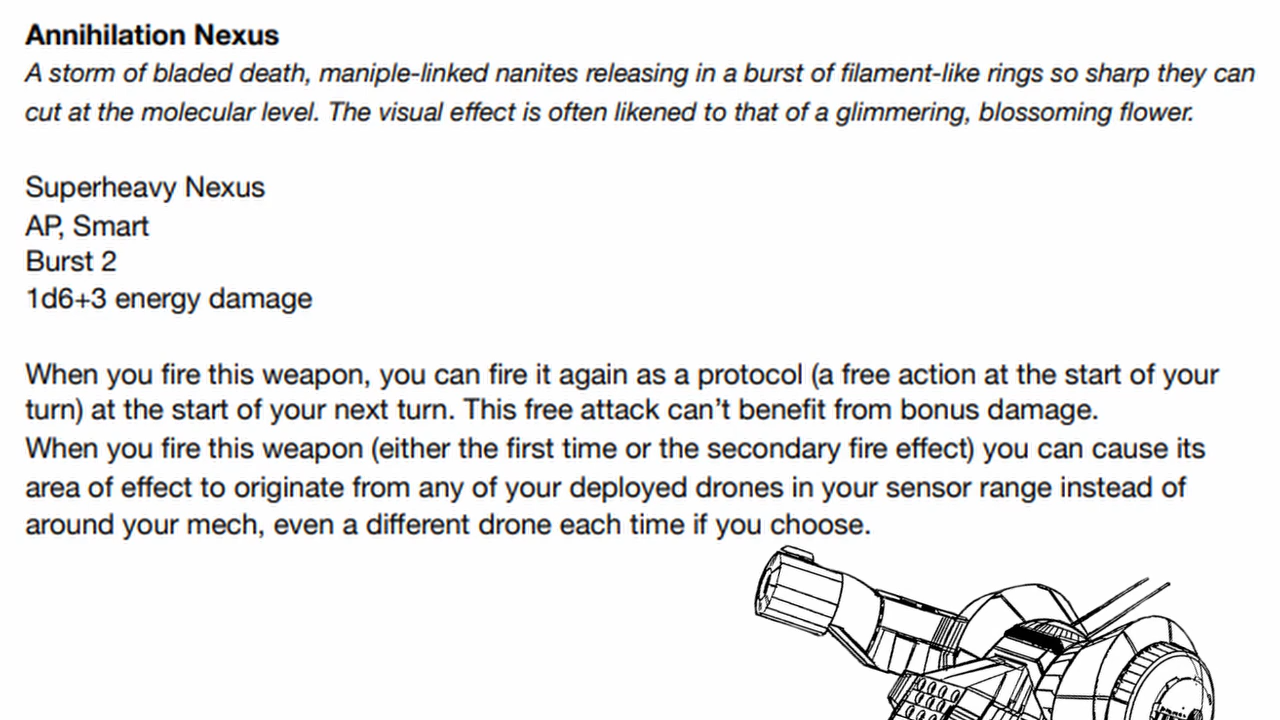 Annihilation Nexus
A storm of bladed death, maniple-linked nanites releasing in a burst of filament-like rings so sharp they can
cut at the molecular level. The visual effect is often likened to that of a glimmering, blossoming flower.
Superheavy Nexus
AP, Smart
Burst 2
1d6+3 energy damage
When you fire this weapon, you can fire it again as a protocol (a free action at the start of your
turn) at the start of your next turn. This free attack can't benefit from bonus damage.
When you fire this weapon (either the first time or the secondary fire effect) you can cause its
area of effect to originate from any of your deployed drones in your sensor range instead of
around your mech, even a different drone each time if you choose.